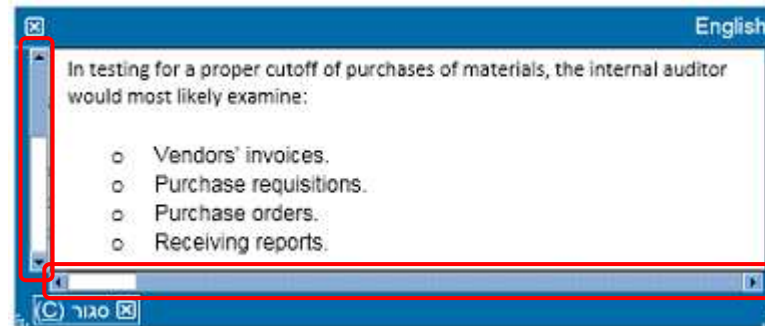 English
In testing for a proper cutoff of purchases of materials, the internal auditor
would most likely examine:
o Vendors' invoices.
o Purchase requisitions.
o Purchase orders.
o Receiving reports.
סגור (C)